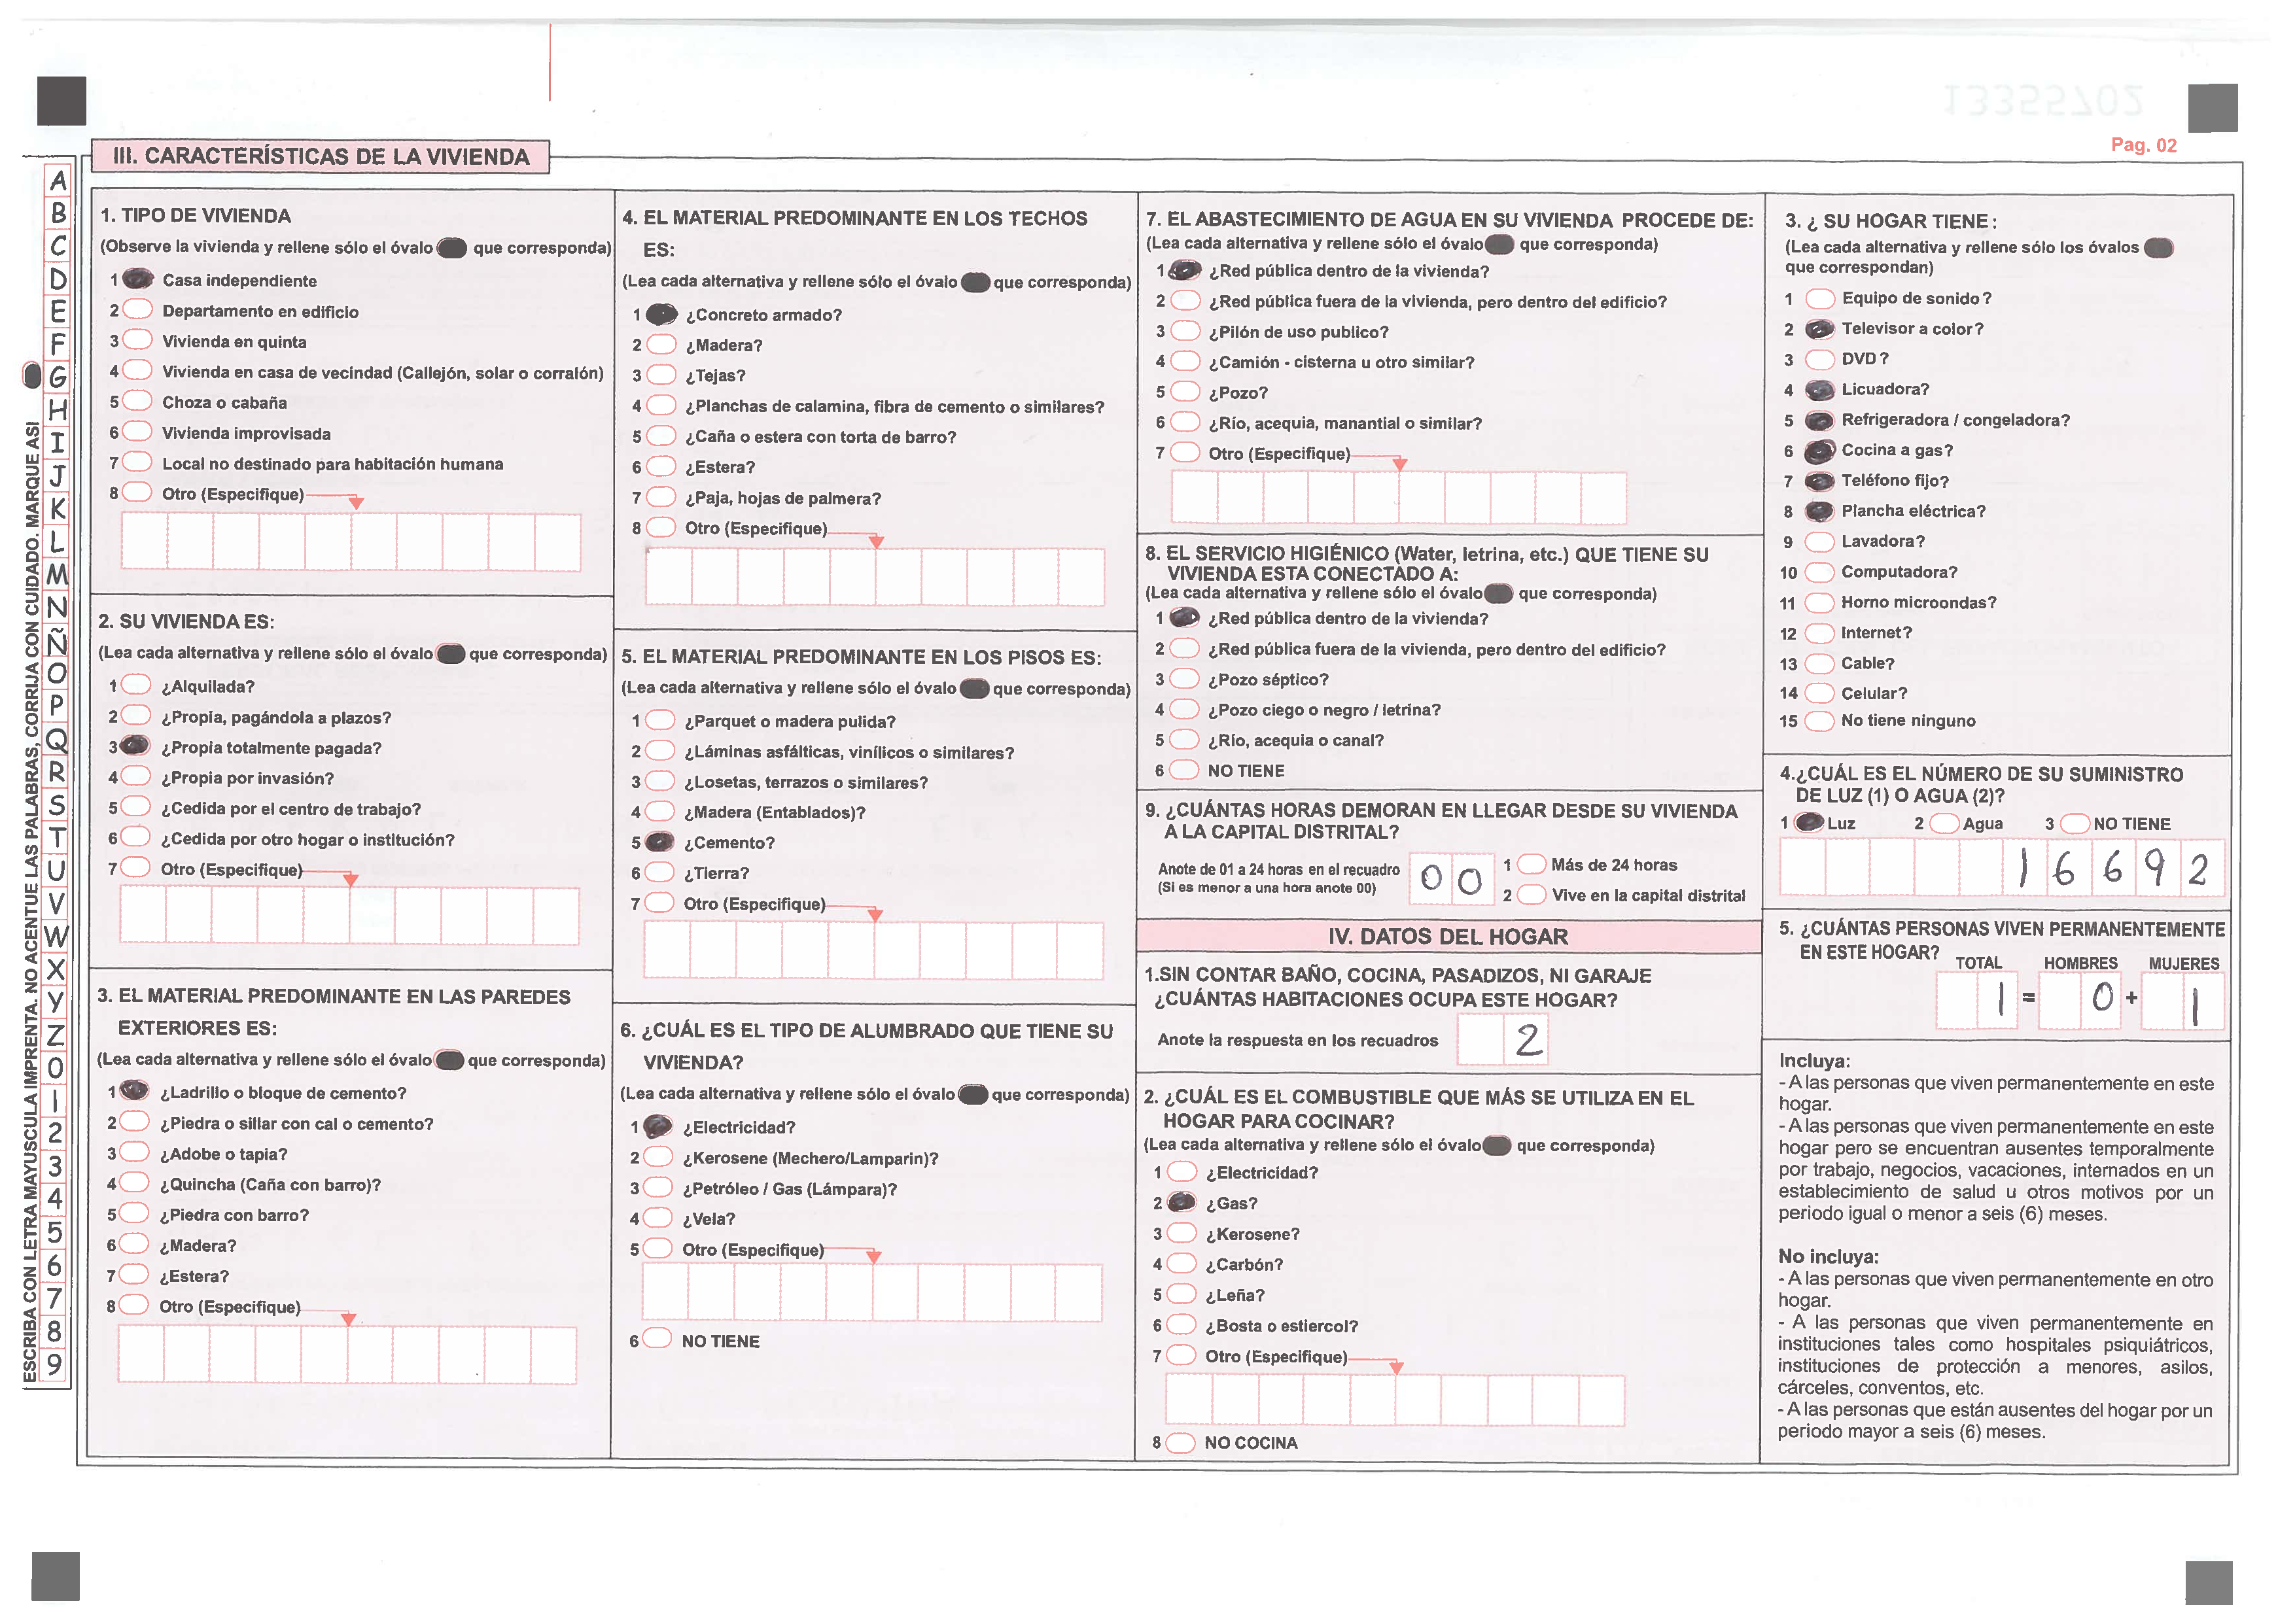 Pag. 02
III. CARACTERÍSTICAS DE LA VIVIENDA
ESCRIBA CON LETRA MAYUSCULA IMPRENTA. NO ACENTUE LAS PALABRAS, CORRIJA CON CUIDADO. MARQUE ASI
A
B
C
D
E
F
G
H
I
J
K
L
M
N
Ñ
O
P
Q
R
S
T
U
V
W
X
Y
Z
0
1
2
3
4
5
6
7
8
9
1. TIPO DE VIVIENDA
(Observe la vivienda y rellene sólo el óvalo que corresponda)
1 Casa independiente
2 Departamento en edificio
3 Vivienda en quinta
4 Vivienda en casa de vecindad (Callejón, solar o corralón)
5 Choza o cabaña
6 Vivienda improvisada
7 Local no destinado para habitación humana
8 Otro (Especifique)
2. SU VIVIENDA ES:
(Lea cada alternativa y rellene sólo el óvalo que corresponda)
1 ¿Alquilada?
2 ¿Propia, pagándola a plazos?
3 ¿Propia totalmente pagada?
4 ¿Propia por invasión?
5 ¿Cedida por el centro de trabajo?
6 ¿Cedida por otro hogar o institución?
7 Otro (Especifique)
3. EL MATERIAL PREDOMINANTE EN LAS PAREDES
EXTERIORES ES:
(Lea cada alternativa y rellene sólo el óvalo que corresponda)
1 ¿Ladrillo o bloque de cemento?
2 ¿Piedra o sillar con cal o cemento?
3 ¿Adobe o tapia?
4 ¿Quincha (Caña con barro)?
5 ¿Piedra con barro?
6 ¿Madera?
7 ¿Estera?
8 Otro (Especifique)
4. EL MATERIAL PREDOMINANTE EN LOS TECHOS
ES:
(Lea cada alternativa y rellene sólo el óvalo que corresponda)
1 ¿Concreto armado?
2 ¿Madera?
3 ¿Tejas?
4 ¿Planchas de calamina, fibra de cemento o similares?
5 ¿Caña o estera con torta de barro?
6 ¿Estera?
7 ¿Paja, hojas de palmera?
8 Otro (Especifique)
5. EL MATERIAL PREDOMINANTE EN LOS PISOS ES:
(Lea cada alternativa y rellene sólo el óvalo que corresponda)
1 ¿Parquet o madera pulida?
2 ¿Láminas asfálticas, vinílicos o similares?
3 ¿Losetas, terrazos o similares?
4 ¿Madera (Entablados)?
5 ¿Cemento?
6 ¿Tierra?
7 Otro (Especifique)
6. ¿CUÁL ES EL TIPO DE ALUMBRADO QUE TIENE SU
VIVIENDA?
(Lea cada alternativa y rellene sólo el óvalo que corresponda)
1 ¿Electricidad?
2 ¿Kerosene (Mechero/Lamparin)?
3 ¿Petróleo / Gas (Lámpara)?
4 ¿Vela?
5 Otro (Especifique)
6 NO TIENE
7. EL ABASTECIMIENTO DE AGUA EN SU VIVIENDA PROCEDE DE:
(Lea cada alternativa y rellene sólo el óvalo que corresponda)
1 ¿Red pública dentro de la vivienda?
2 ¿Red pública fuera de la vivienda, pero dentro del edificio?
3 ¿Pilón de uso publico?
4 ¿Camión - cisterna u otro similar?
5 ¿Pozo?
6 ¿Río, acequia, manantial o similar?
7 Otro (Especifique)
8. EL SERVICIO HIGIÉNICO (Water, letrina, etc.) QUE TIENE SU
VIVIENDA ESTA CONECTADO A:
(Lea cada alternativa y rellene sólo el óvalo que corresponda)
1 ¿Red pública dentro de la vivienda?
2 ¿Red pública fuera de la vivienda, pero dentro del edificio?
3 ¿Pozo séptico?
4 ¿Pozo ciego o negro / letrina?
5 ¿Río, acequia o canal?
6 NO TIENE
9. ¿CUÁNTAS HORAS DEMORAN EN LLEGAR DESDE SU VIVIENDA
A LA CAPITAL DISTRITAL?
Anote de 01 a 24 horas en el recuadro
(Si es menor a una hora anote 00)
0 0
1 Más de 24 horas
2 Vive en la capital distrital
IV. DATOS DEL HOGAR
1.SIN CONTAR BAÑO, COCINA, PASADIZOS, NI GARAJE
¿CUÁNTAS HABITACIONES OCUPA ESTE HOGAR?
Anote la respuesta en los recuadros 2
2. ¿CUÁL ES EL COMBUSTIBLE QUE MÁS SE UTILIZA EN EL
HOGAR PARA COCINAR?
(Lea cada alternativa y rellene sólo el óvalo que corresponda)
1 ¿Electricidad?
2 ¿Gas?
3 ¿Kerosene?
4 ¿Carbón?
5 ¿Leña?
6 ¿Bosta o estiercol?
7 Otro (Especifique)
8 NO COCINA
3. ¿ SU HOGAR TIENE :
(Lea cada alternativa y rellene sólo los óvalos
que correspondan)
1 Equipo de sonido ?
2 Televisor a color?
3 DVD ?
4 Licuadora?
5 Refrigeradora / congeladora?
6 Cocina a gas?
7 Teléfono fijo?
8 Plancha eléctrica?
9 Lavadora?
10 Computadora?
11 Horno microondas?
12 Internet?
13 Cable?
14 Celular?
15 No tiene ninguno
4.¿CUÁL ES EL NÚMERO DE SU SUMINISTRO
DE LUZ (1) O AGUA (2)?
1 Luz 2 Agua 3 NO TIENE
1 6 6 9 2
5. ¿CUÁNTAS PERSONAS VIVEN PERMANENTEMENTE
EN ESTE HOGAR? TOTAL HOMBRES MUJERES
1 = 0 + 1
Incluya:
- A las personas que viven permanentemente en este
hogar.
- A las personas que viven permanentemente en este
hogar pero se encuentran ausentes temporalmente
por trabajo, negocios, vacaciones, internados en un
establecimiento de salud u otros motivos por un
periodo igual o menor a seis (6) meses.
No incluya:
- A las personas que viven permanentemente en otro
hogar.
- A las personas que viven permanentemente en
instituciones tales como hospitales psiquiátricos,
instituciones de protección a menores, asilos,
cárceles, conventos, etc.
- A las personas que están ausentes del hogar por un
periodo mayor a seis (6) meses.